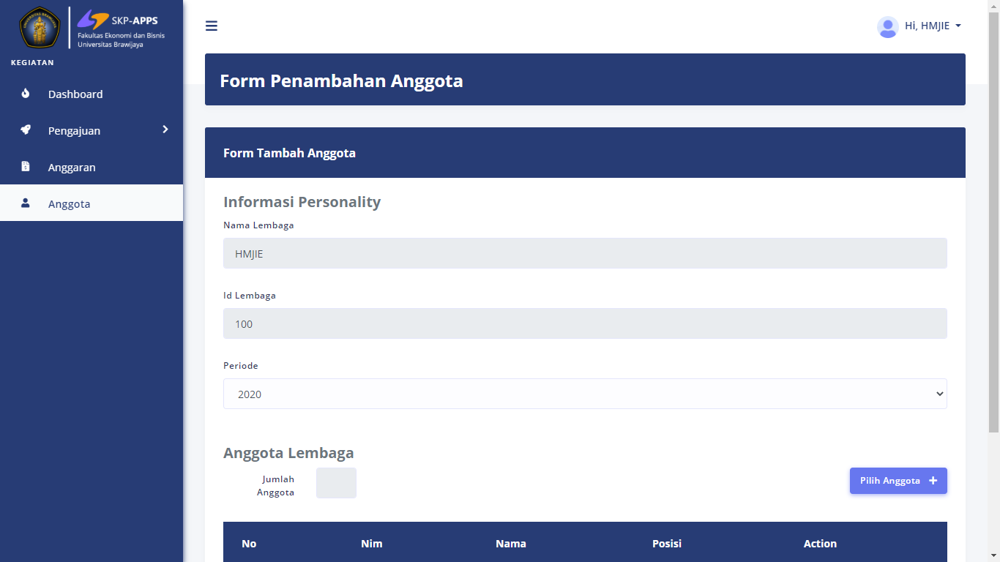 UNIVERSITAS BRAWIJAYA
SKP-APPS
Fakultas Ekonomi dan Bisnis
Universitas Brawijaya
KEGIATAN
Dashboard
Pengajuan
Anggaran
Anggota
Hi, HMJIE
Form Penambahan Anggota
Form Tambah Anggota
Informasi Personality
Nama Lembaga
HMJIE
Id Lembaga
100
Periode
2020
Anggota Lembaga
Jumlah
Anggota
Pilih Anggota +
No Nim Nama Posisi Action